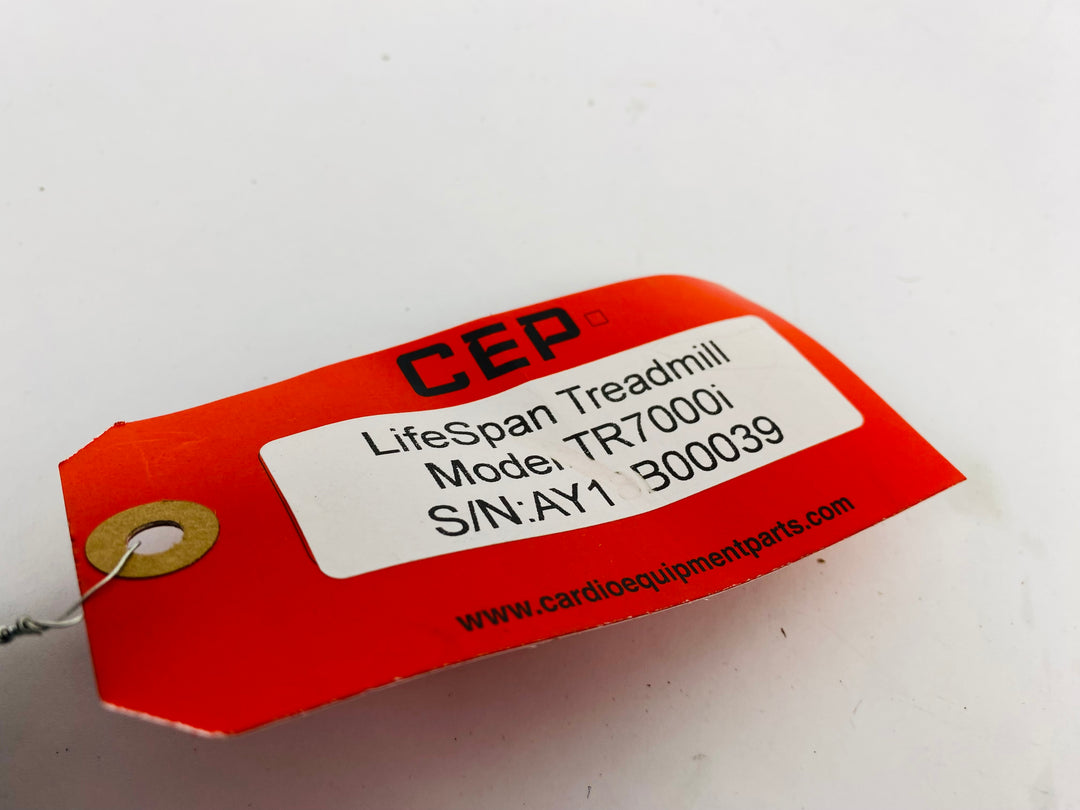 CEP
LifeSpan Treadmill
Model TR7000i
S/N:
www.cardioequipmentparts.com